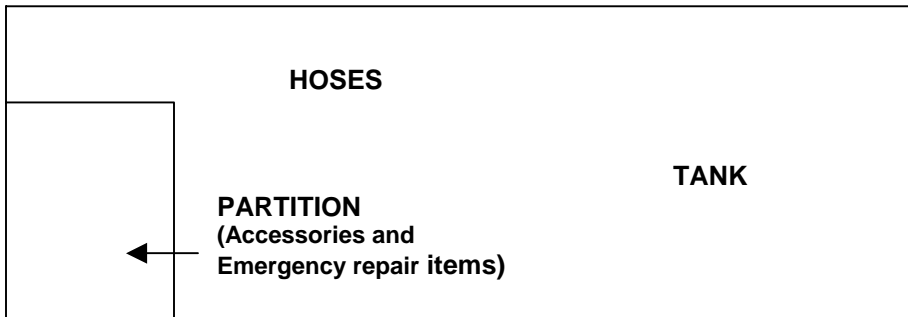 HOSES
TANK
PARTITION
(Accessories and
Emergency repair items)